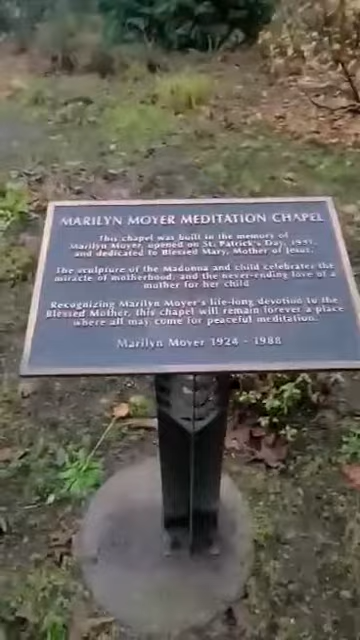 MARILYN MOYER MEDITATION CHAPEL
This chapel was built in the memory of
Marilyn Moyer, opened on St. Patrick's Day, 1991,
and dedicated to Blessed Mary, Mother of Jesus.
The sculpture of the Madonna and child celebrates the
miracle of motherhood, and the never-ending love of a
mother for her child
Recognizing Marilyn Moyer's life-long devotion to the
Blessed Mother, this chapel will remain forever a place
where all may come for peaceful meditation.
Marilyn Moyer 1924 - 1988